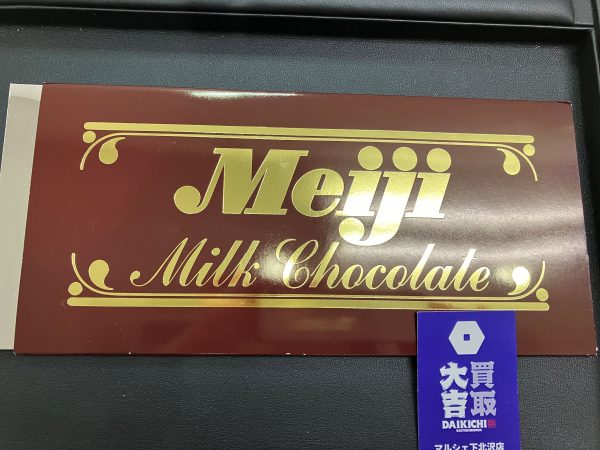 Meiji
Milk Chocolate
買取
大吉
DAIKICHI
マルシェ下北沢店